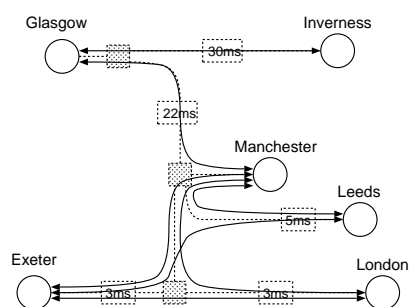 Glasgow
Inverness
30ms
22ms
Manchester
Leeds
5ms
Exeter
London
3ms
3ms